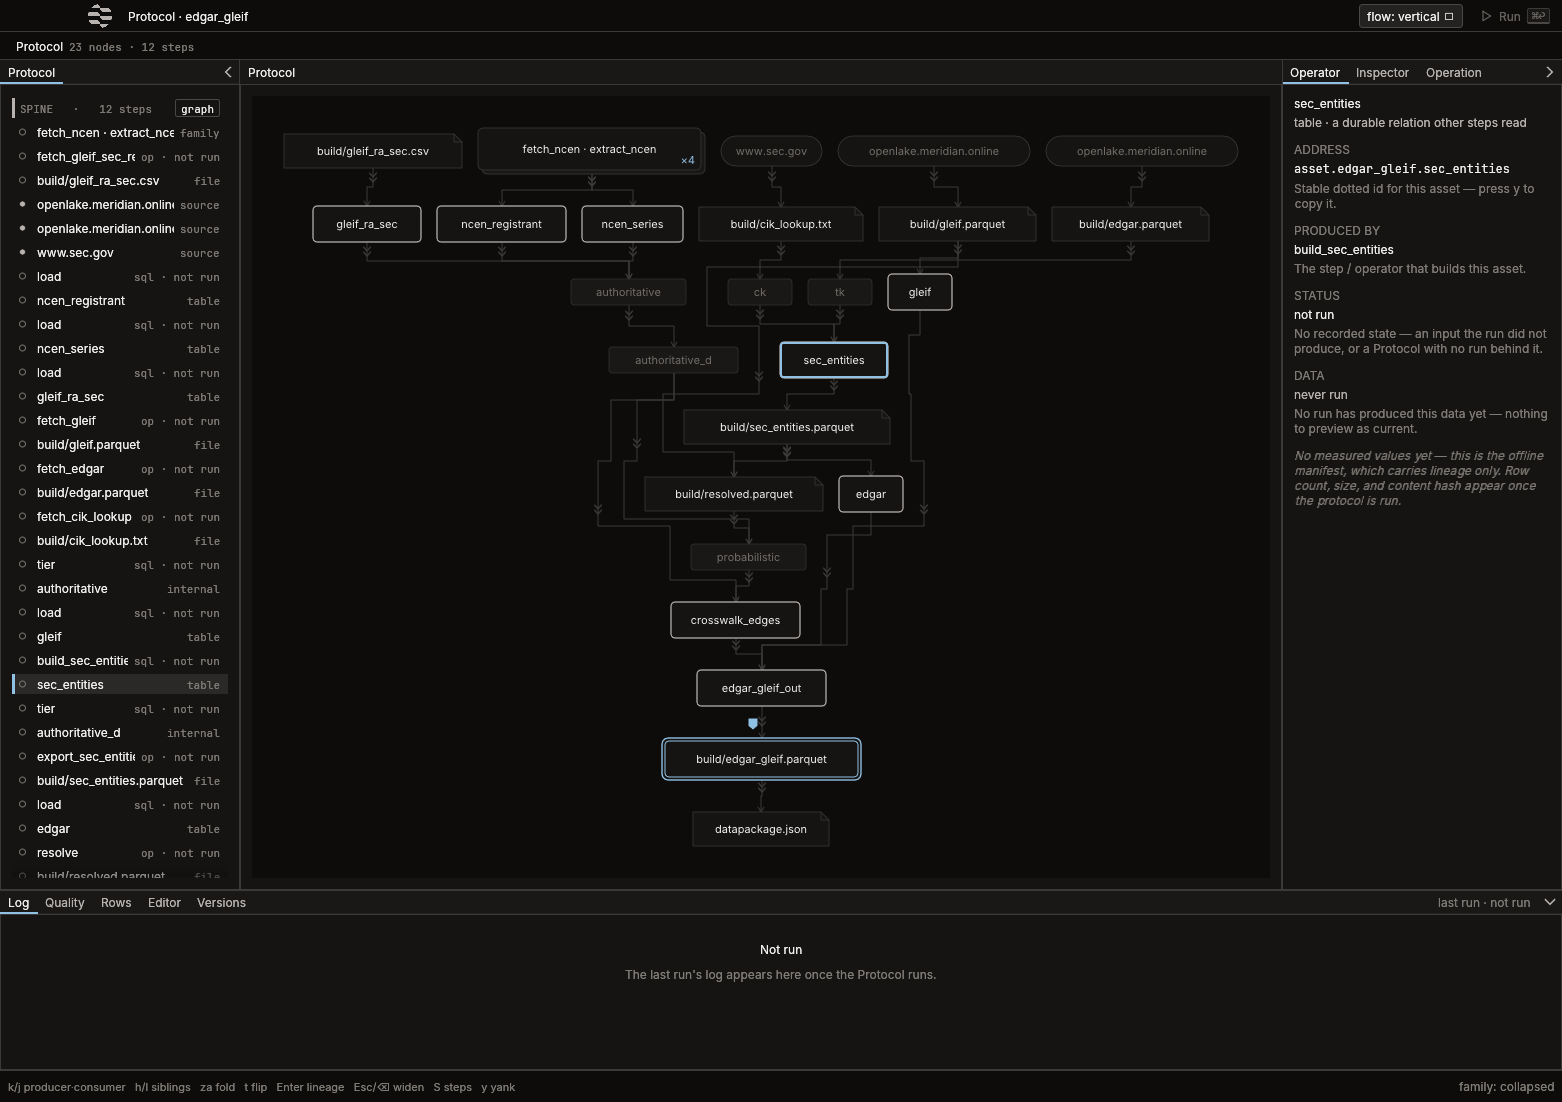 Protocol · edgar_gleif
flow: vertical
Run
Protocol 23 nodes · 12 steps
Protocol
SPINE · 12 steps graph
fetch_ncen · extract_nce family
fetch_gleif_sec_re op · not run
build/gleif_ra_sec.csv file
openlake.meridian.online source
openlake.meridian.online source
www.sec.gov source
load sql · not run
ncen_registrant table
load sql · not run
ncen_series table
load sql · not run
gleif_ra_sec table
fetch_gleif op · not run
build/gleif.parquet file
fetch_edgar op · not run
build/edgar.parquet file
fetch_cik_lookup op · not run
build/cik_lookup.txt file
tier sql · not run
authoritative internal
load sql · not run
gleif table
build_sec_entitie sql · not run
sec_entities table
tier sql · not run
authoritative_d internal
export_sec_entitie op · not run
build/sec_entities.parquet file
load sql · not run
edgar table
resolve op · not run
build/resolved.parquet file
Protocol
build/gleif_ra_sec.csv
fetch_ncen · extract_ncen
×4
www.sec.gov
openlake.meridian.online
openlake.meridian.online
gleif_ra_sec
ncen_registrant
ncen_series
build/cik_lookup.txt
build/gleif.parquet
build/edgar.parquet
authoritative
ck
tk
gleif
authoritative_d
sec_entities
build/sec_entities.parquet
build/resolved.parquet
edgar
probabilistic
crosswalk_edges
edgar_gleif_out
build/edgar_gleif.parquet
datapackage.json
Operator Inspector Operation
sec_entities
table · a durable relation other steps read
ADDRESS
asset.edgar_gleif.sec_entities
Stable dotted id for this asset — press y to
copy it.
PRODUCED BY
build_sec_entities
The step / operator that builds this asset.
STATUS
not run
No recorded state — an input the run did not
produce, or a Protocol with no run behind it.
DATA
never run
No run has produced this data yet — nothing
to preview as current.
No measured values yet — this is the offline
manifest, which carries lineage only. Row
count, size, and content hash appear once
the protocol is run.
Log Quality Rows Editor Versions
last run · not run
Not run
The last run's log appears here once the Protocol runs.
k/j producer·consumer h/l siblings za fold t flip Enter lineage Esc/⌫ widen S steps y yank
family: collapsed